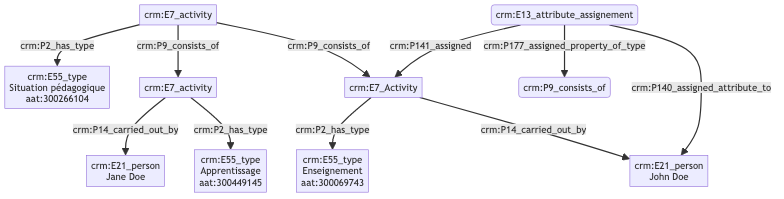 crm:E7_activity
crm:E13_attribute_assignement
crm:P2_has_type
crm:P9_consists_of
crm:P9_consists_of
crm:P141_assigned
crm:P177_assigned_property_of_type
crm:E55_type
Situation pédagogique
aat:300266104
crm:E7_activity
crm:E7_Activity
crm:P9_consists_of
crm:P140_assigned_attribute_to
crm:P14_carried_out_by
crm:P2_has_type
crm:P2_has_type
crm:P14_carried_out_by
crm:E21_person
Jane Doe
crm:E55_type
Apprentissage
aat:300449145
crm:E55_type
Enseignement
aat:300069743
crm:E21_person
John Doe